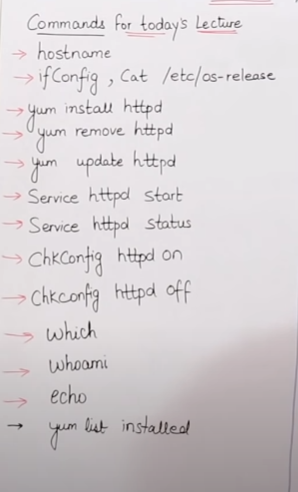 Commands for today's Lecture
→ hostname
→ ifConfig , Cat /etc/os-release
→ yum install httpd
→ yum remove httpd
→ yum update httpd
→ Service httpd start
→ Service httpd status
→ ChkConfig httpd on
→ Chkconfig httpd off
→ which
→ whoami
→ echo
→ yum list installed